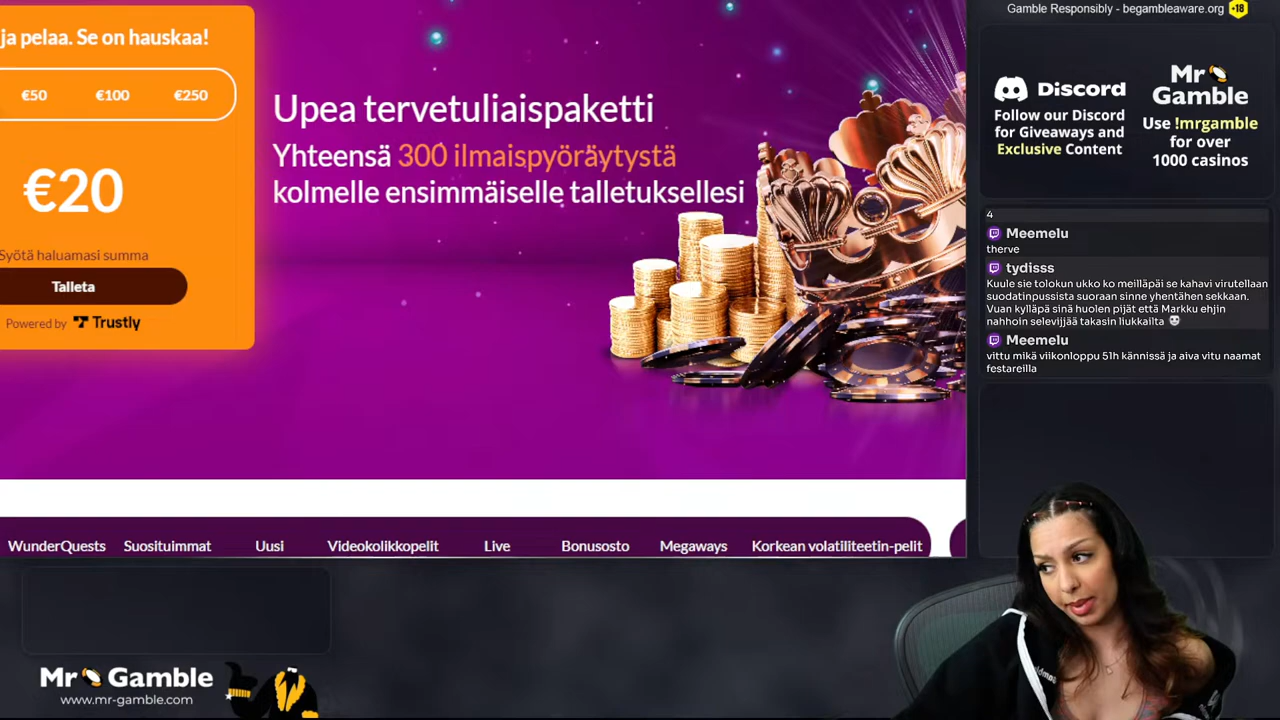 ja pelaa. Se on hauskaa!
€50 €100 €250
€20
Syötä haluamasi summa
Talleta
Powered by Trustly
Upea tervetuliaispaketti
Yhteensä 300 ilmaispyöräytystä
kolmelle ensimmäiselle talletuksellesi
WunderQuests Suosituimmat Uusi Videokolikkopelit Live Bonusosto Megaways Korkean volatiliteetin-pelit
Gamble Responsibly - begambleaware.org +18
Discord
Follow our Discord
for Giveaways and
Exclusive Content
Mr
Gamble
Use !mrgamble
for over
1000 casinos
4
Meemelu
therve
tydisss
Kuule sie tolokun ukko ko meilläpäi se kahavi virutellaan
suodatinpussista suoraan sinne yhentähen sekkaan.
Vuan kylläpä sinä huolen pijät että Markku ehjin
nahhoin seleviijää takasin liukkailta
Meemelu
vittu mikä viikonloppu 51h kännissä ja aiva vitu naamat
festareilla
Mr Gamble
www.mr-gamble.com